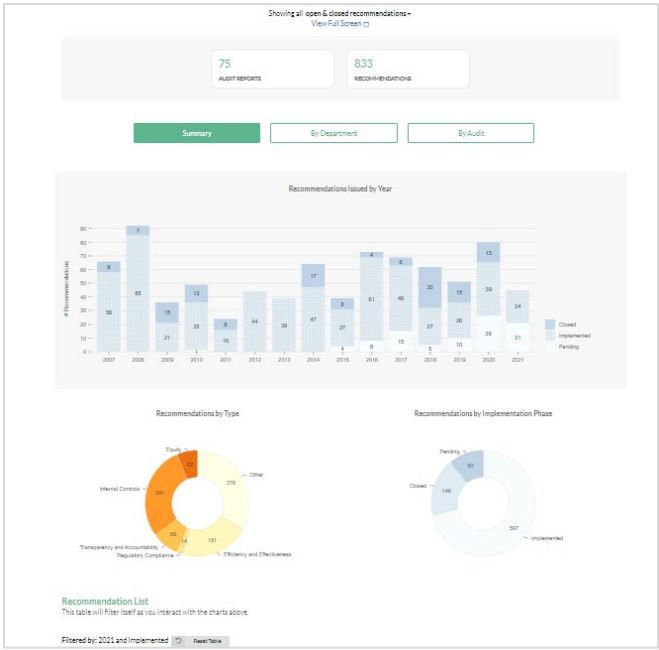 Showing all open & closed recommendations
View Full Screen
75
AUDIT REPORTS
833
RECOMMENDATIONS
Summary
By Department
By Audit
Recommendations Issued by Year
# Recommendations
90
80
70
60
50
40
30
20
10
0
8
7
15
13
8
17
8
4
6
30
15
15
58
85
21
35
16
44
39
47
27
61
48
27
26
39
24
4
8
15
5
10
26
21
2007 2008 2009 2010 2011 2012 2013 2014 2015 2016 2017 2018 2019 2020 2021
Closed
Implemented
Pending
Recommendations by Type
Equity
52
Other
276
Internal Controls
241
Transparency and Accountability
69
Regulatory Compliance
14
181
Efficiency and Effectiveness
Recommendations by Implementation Phase
Pending
Closed
148
597
Implemented
Recommendation List
This table will filter itself as you interact with the charts above.
Filtered by: 2021 and Implemented
Reset Table